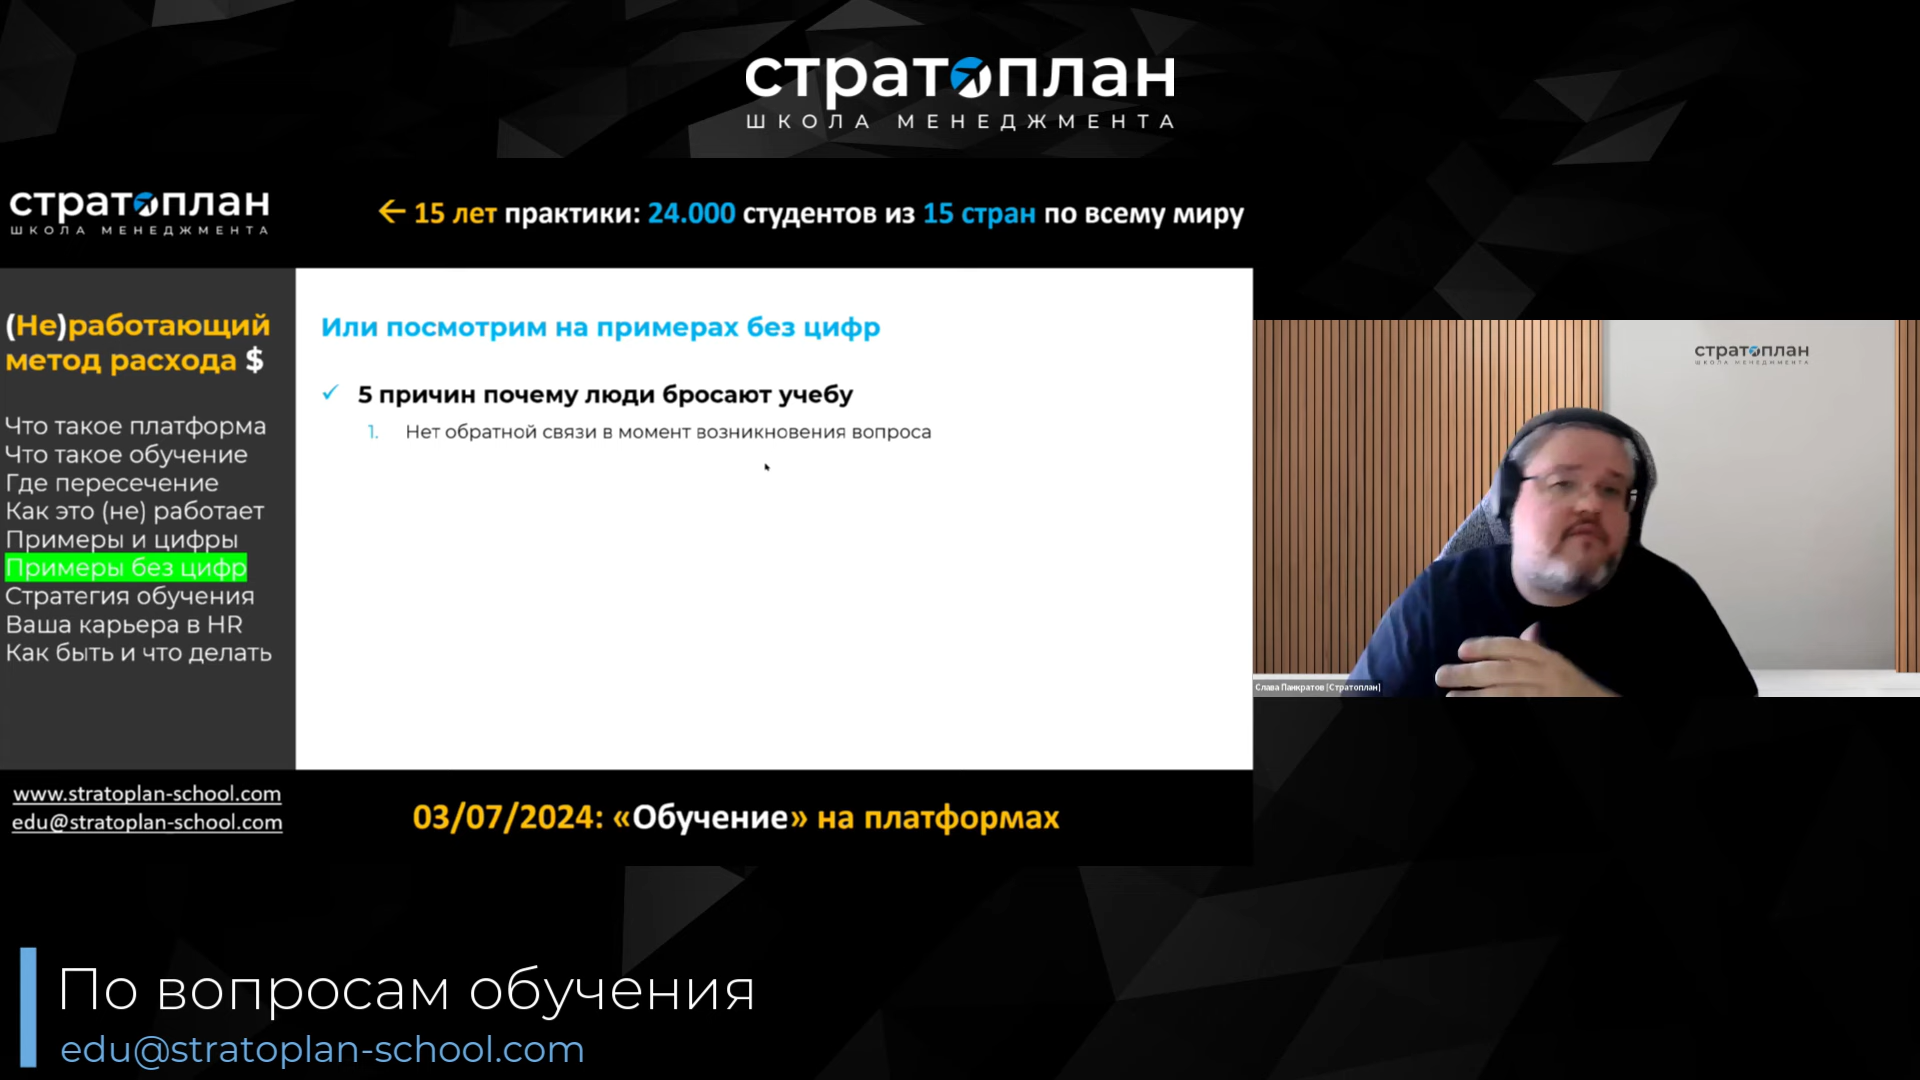 стратоплан
ШКОЛА МЕНЕДЖМЕНТА
стратоплан
ШКОЛА МЕНЕДЖМЕНТА
← 15 лет практики: 24.000 студентов из 15 стран по всему миру
(Не)работающий
метод расхода $
Что такое платформа
Что такое обучение
Где пересечение
Как это (не) работает
Примеры и цифры
Примеры без цифр
Стратегия обучения
Ваша карьера в HR
Как быть и что делать
Или посмотрим на примерах без цифр
✓ 5 причин почему люди бросают учебу
1. Нет обратной связи в момент возникновения вопроса
стратоплан
ШКОЛА МЕНЕДЖМЕНТА
Слава Панкратов [Стратоплан]
www.stratoplan-school.com
edu@stratoplan-school.com
03/07/2024: «Обучение» на платформах
По вопросам обучения
edu@stratoplan-school.com